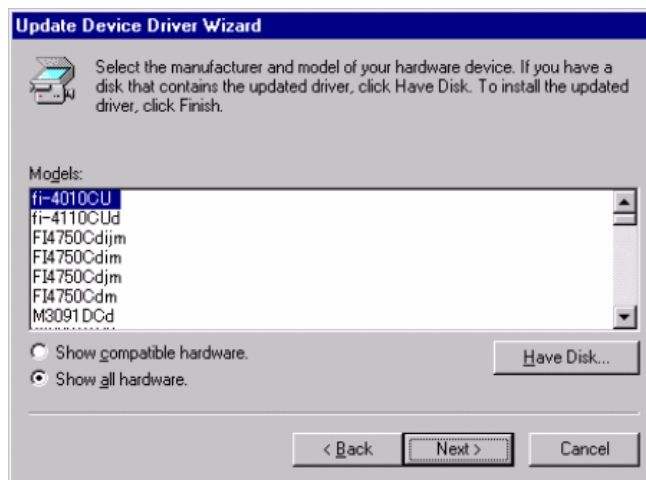 Update Device Driver Wizard
Select the manufacturer and model of your hardware device. If you have a
disk that contains the updated driver, click Have Disk. To install the updated
driver, click Finish.
Models:
fi-4010CU
fi-4110CUd
FI4750Cdijm
FI4750Cdim
FI4750Cdjm
FI4750Cdm
M3091DCd
Show compatible hardware.
Have Disk...
Show all hardware.
< Back
Next >
Cancel